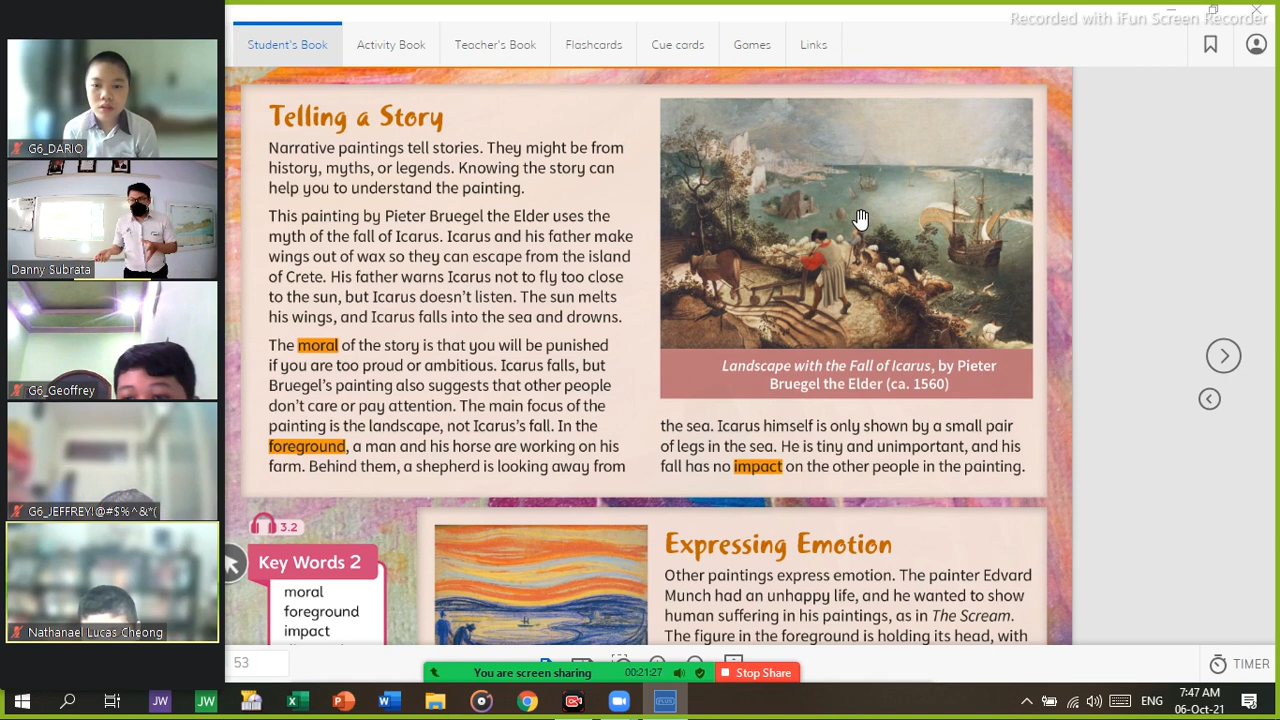 Recorded with iFun Screen Recorder
Student's Book
Activity Book
Teacher's Book
Flashcards
Cue cards
Games
Links
G6_DARIO
Danny Subrata
G6_Geoffrey
G6_JEFFREY!@#$%^&*(
Nathanael Lucas Cheong
Telling a Story
Narrative paintings tell stories. They might be from
history, myths, or legends. Knowing the story can
help you to understand the painting.
This painting by Pieter Bruegel the Elder uses the
myth of the fall of Icarus. Icarus and his father make
wings out of wax so they can escape from the island
of Crete. His father warns Icarus not to fly too close
to the sun, but Icarus doesn't listen. The sun melts
his wings, and Icarus falls into the sea and drowns.
The moral of the story is that you will be punished
if you are too proud or ambitious. Icarus falls, but
Bruegel's painting also suggests that other people
don't care or pay attention. The main focus of the
painting is the landscape, not Icarus's fall. In the
foreground, a man and his horse are working on his
farm. Behind them, a shepherd is looking away from
Landscape with the Fall of Icarus, by Pieter
Bruegel the Elder (ca. 1560)
the sea. Icarus himself is only shown by a small pair
of legs in the sea. He is tiny and unimportant, and his
fall has no impact on the other people in the painting.
3.2
Key Words 2
moral
foreground
impact
Expressing Emotion
Other paintings express emotion. The painter Edvard
Munch had an unhappy life, and he wanted to show
human suffering in his paintings, as in The Scream.
The figure in the foreground is holding its head, with
53
TIMER
You are screen sharing
00:21:27
Stop Share
JW
JW
ENG
7:47 AM
06-Oct-21